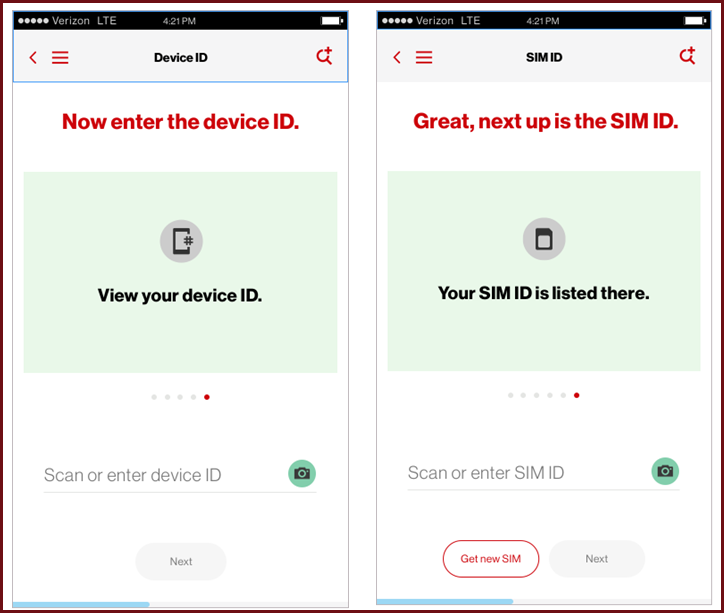 Verizon LTE 4:21 PM
Device ID
Now enter the device ID.
#
View your device ID.
Scan or enter device ID
Next
Verizon LTE 4:21 PM
SIM ID
Great, next up is the SIM ID.
Your SIM ID is listed there.
Scan or enter SIM ID
Get new SIM
Next